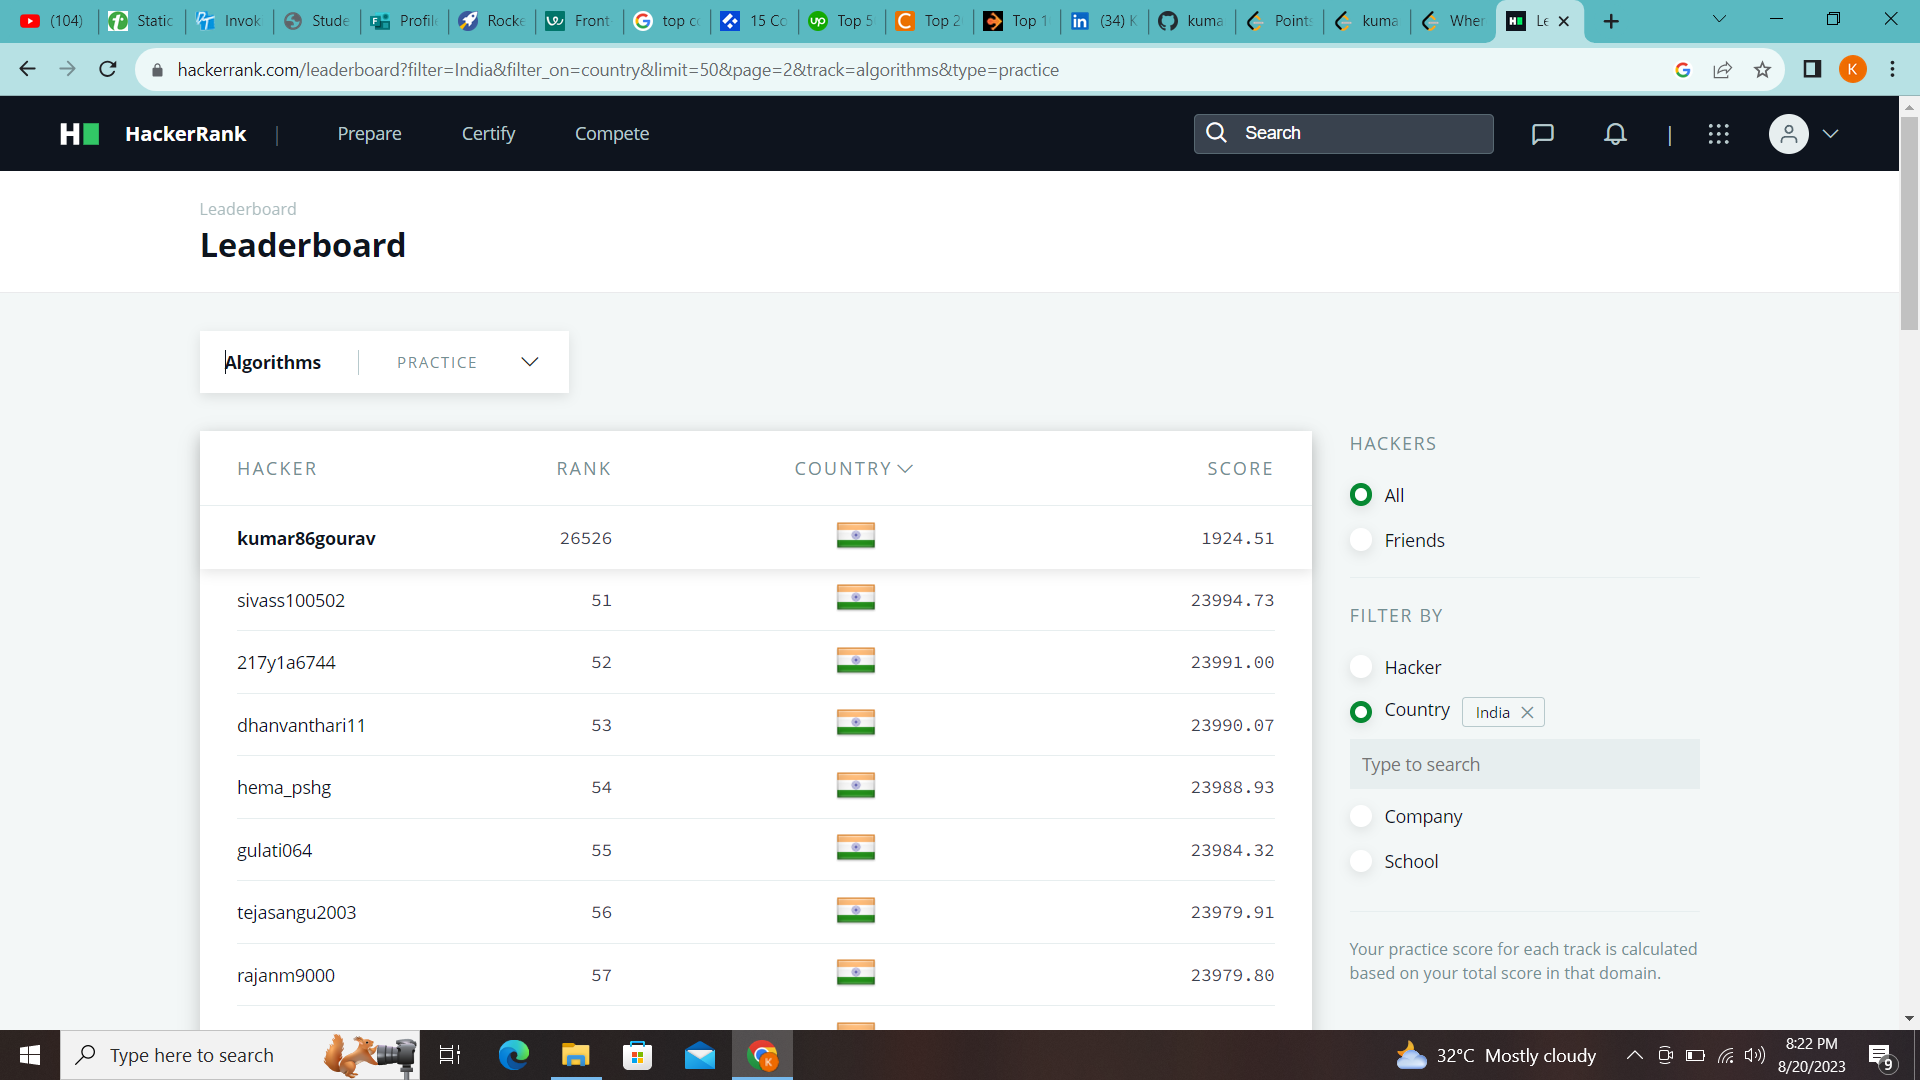 (104)
Static
Invok
Stude
Profil
Rocke
Front
top co
15 Co
Top 5
Top 2
Top 1
(34) K
kuma
Points
kuma
Wher
Le
hackerrank.com/leaderboard?filter=India&filter_on=country&limit=50&page=2&track=algorithms&type=practice
K
HackerRank | Prepare Certify Compete
Search
Leaderboard
Leaderboard
Algorithms PRACTICE
HACKER RANK COUNTRY SCORE
kumar86gourav 26526 1924.51
sivass100502 51 23994.73
217y1a6744 52 23991.00
dhanvanthari11 53 23990.07
hema_pshg 54 23988.93
gulati064 55 23984.32
tejasangu2003 56 23979.91
rajanm9000 57 23979.80
HACKERS
All
Friends
FILTER BY
Hacker
Country India
Type to search
Company
School
Your practice score for each track is calculated
based on your total score in that domain.
Type here to search
32°C Mostly cloudy
8:22 PM
8/20/2023
9